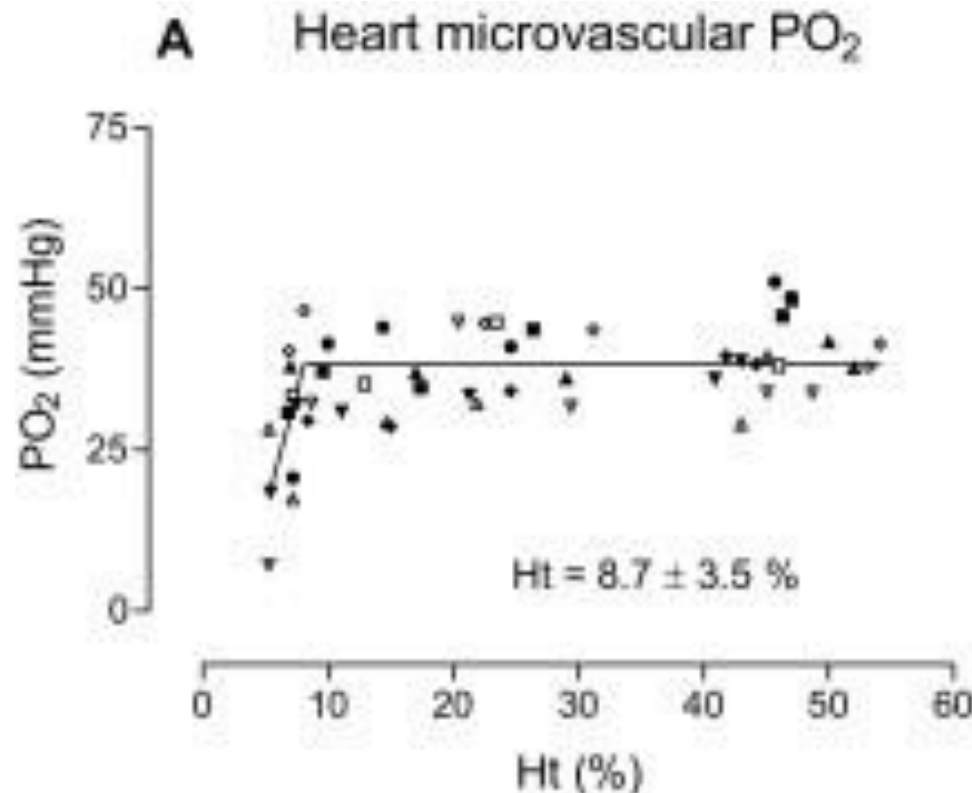 A Heart microvascular PO₂
75
50
25
0
PO₂ (mmHg)
Ht = 8.7 ± 3.5 %
0 10 20 30 40 50 60
Ht (%)